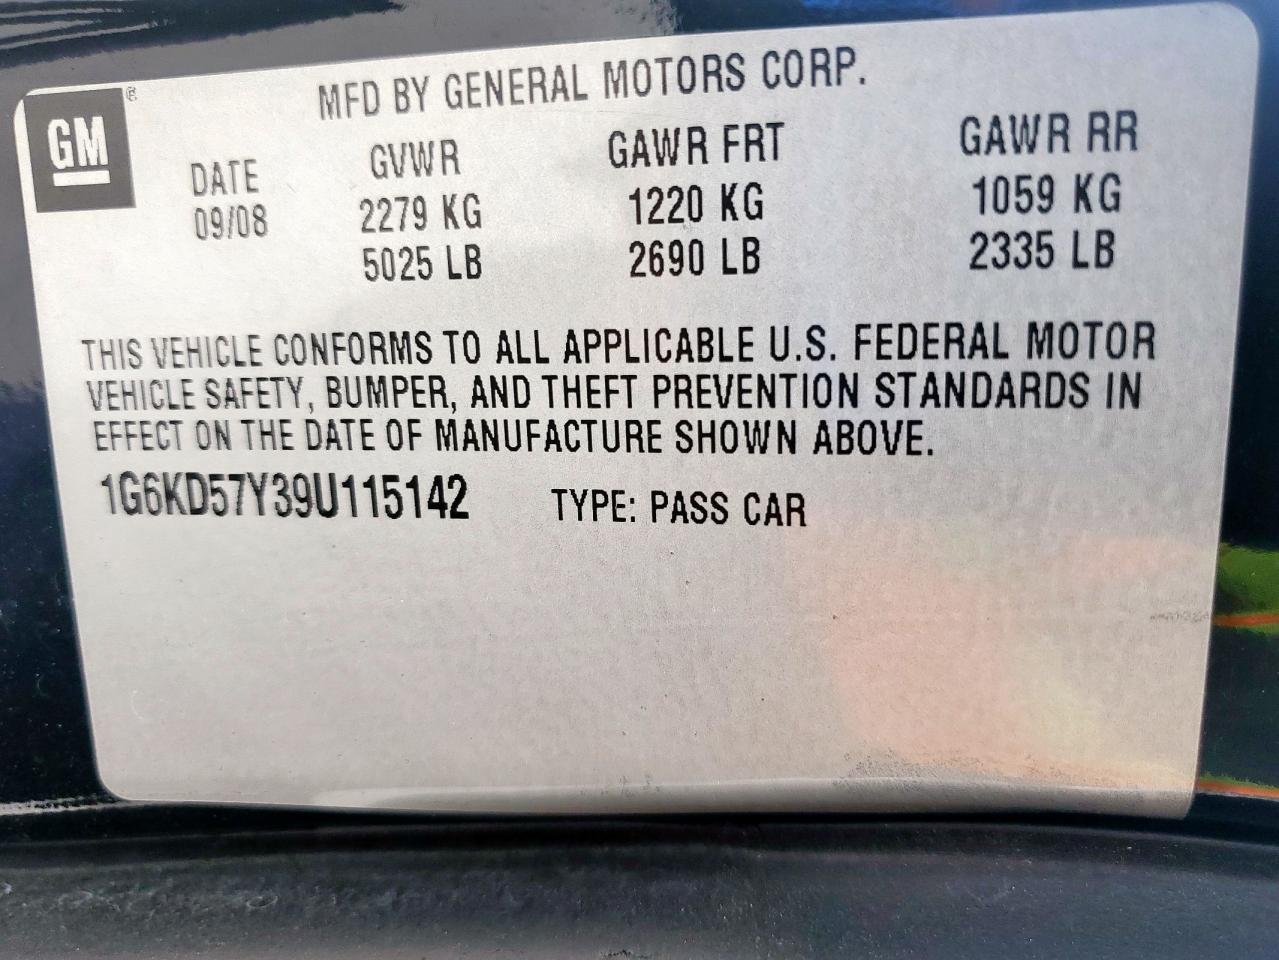 MFD BY GENERAL MOTORS CORP.
GM ®
DATE GVWR GAWR FRT GAWR RR
09/08 2279 KG 1220 KG 1059 KG
5025 LB 2690 LB 2335 LB
THIS VEHICLE CONFORMS TO ALL APPLICABLE U.S. FEDERAL MOTOR
VEHICLE SAFETY, BUMPER, AND THEFT PREVENTION STANDARDS IN
EFFECT ON THE DATE OF MANUFACTURE SHOWN ABOVE.
1G6KD57Y39U115142 TYPE: PASS CAR